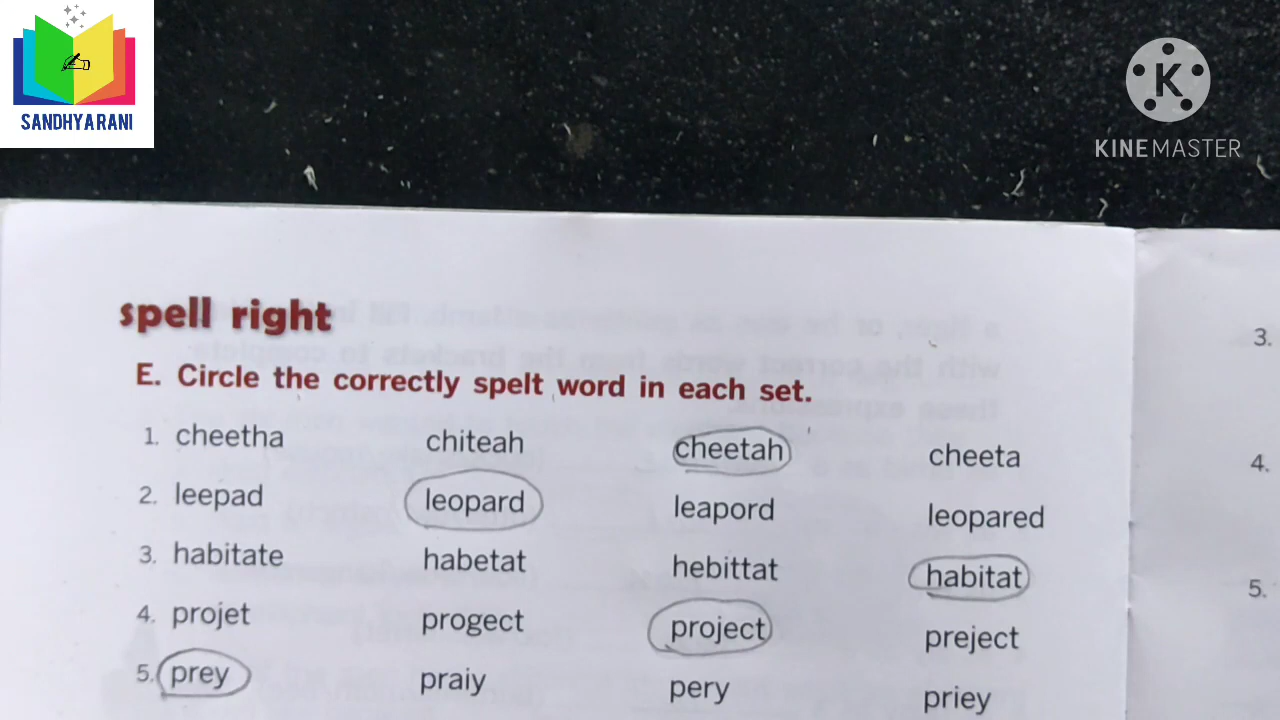 SANDHYARANI
K
KINEMASTER
spell right
E. Circle the correctly spelt word in each set.
1. cheetha chiteah cheetah cheeta
2. leepad leopard leapord leopared
3. habitate habetat hebittat habitat
4. projet progect project preject
5. prey praiy pery priey
3.
4.
5.